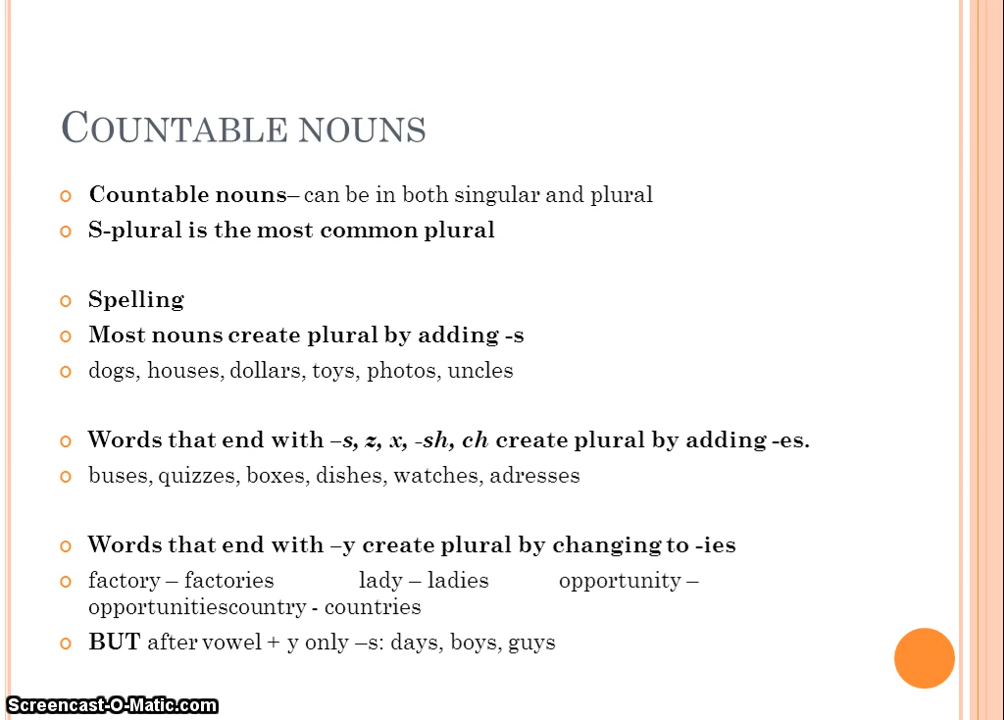 COUNTABLE NOUNS
Countable nouns– can be in both singular and plural
S-plural is the most common plural
Spelling
Most nouns create plural by adding -s
dogs, houses, dollars, toys, photos, uncles
Words that end with –s, z, x, -sh, ch create plural by adding -es.
buses, quizzes, boxes, dishes, watches, adresses
Words that end with –y create plural by changing to -ies
factory – factories lady – ladies opportunity –
opportunitiescountry - countries
BUT after vowel + y only –s: days, boys, guys
Screencast-O-Matic.com